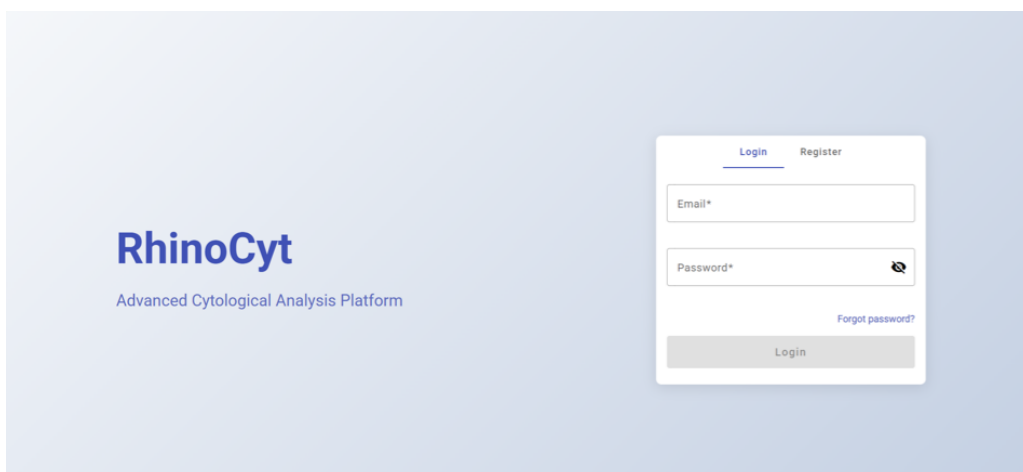 RhinoCyt
Advanced Cytological Analysis Platform
Login Register
Email*
Password*
Forgot password?
Login